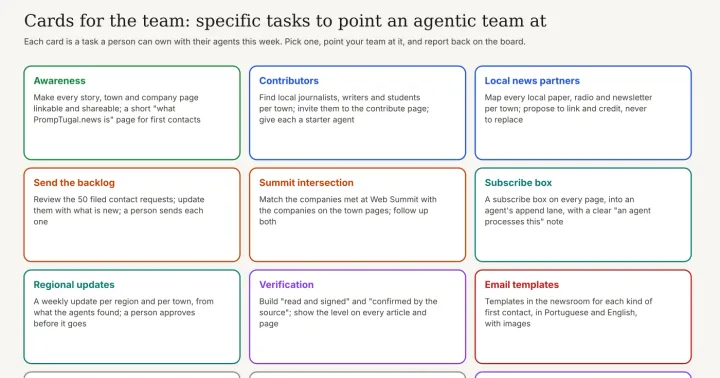 Cards for the team: specific tasks to point an agentic team at
Each card is a task a person can own with their agents this week. Pick one, point your team at it, and report back on the board.
Awareness
Make every story, town and company page
linkable and shareable; a short "what
PrompTugal.news is" page for first contacts
Contributors
Find local journalists, writers and students
per town; invite them to the contribute page;
give each a starter agent
Local news partners
Map every local paper, radio and newsletter
per town; propose to link and credit, never
to replace
Send the backlog
Review the 50 filed contact requests; update
them with what is new; a person sends each
one
Summit intersection
Match the companies met at Web Summit with
the companies on the town pages; follow up
both
Subscribe box
A subscribe box on every page, into an
agent's append lane, with a clear "an agent
processes this" note
Regional updates
A weekly update per region and per town, from
what the agents found; a person approves
before it goes
Verification
Build "read and signed" and "confirmed by the
source"; show the level on every article and
page
Email templates
Templates in the newsroom for each kind of
first contact, in Portuguese and English,
with images